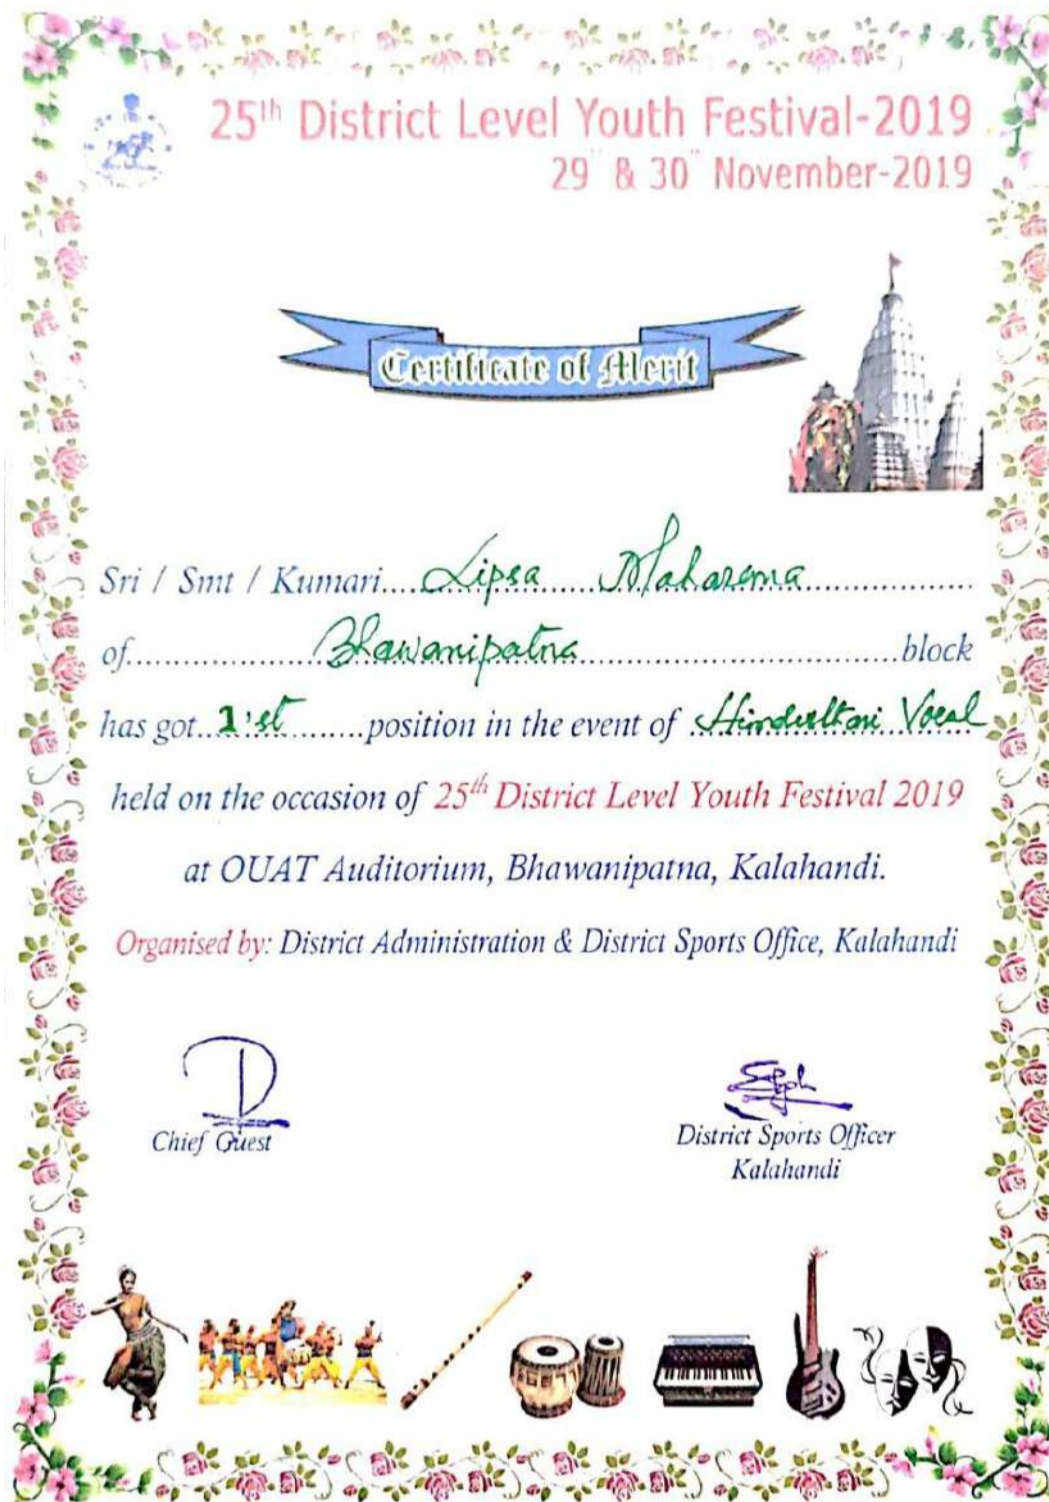 25th District Level Youth Festival-2019
29 & 30 November-2019
Certificate of Merit
Sri / Smt / Kumari.....Lipsa Maharana
of....................Bhawanipatna....................block
has got..1'st..........position in the event of Hindustani Vocal
held on the occasion of 25th District Level Youth Festival 2019
at OUAT Auditorium, Bhawanipatna, Kalahandi.
Organised by: District Administration & District Sports Office, Kalahandi
Chief Guest
District Sports Officer
Kalahandi